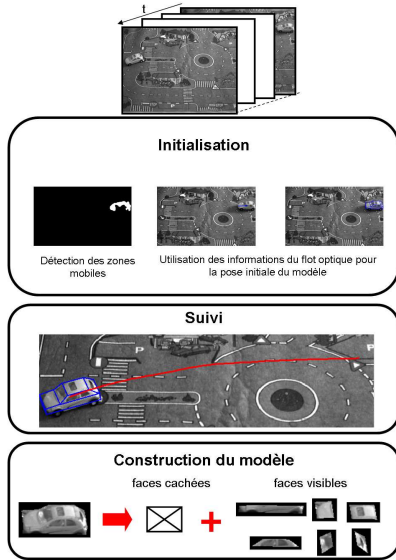 t
Initialisation
Détection des zones
mobiles
Utilisation des informations du flot optique pour
la pose initiale du modèle
Suivi
P
P
Construction du modèle
faces cachées
faces visibles